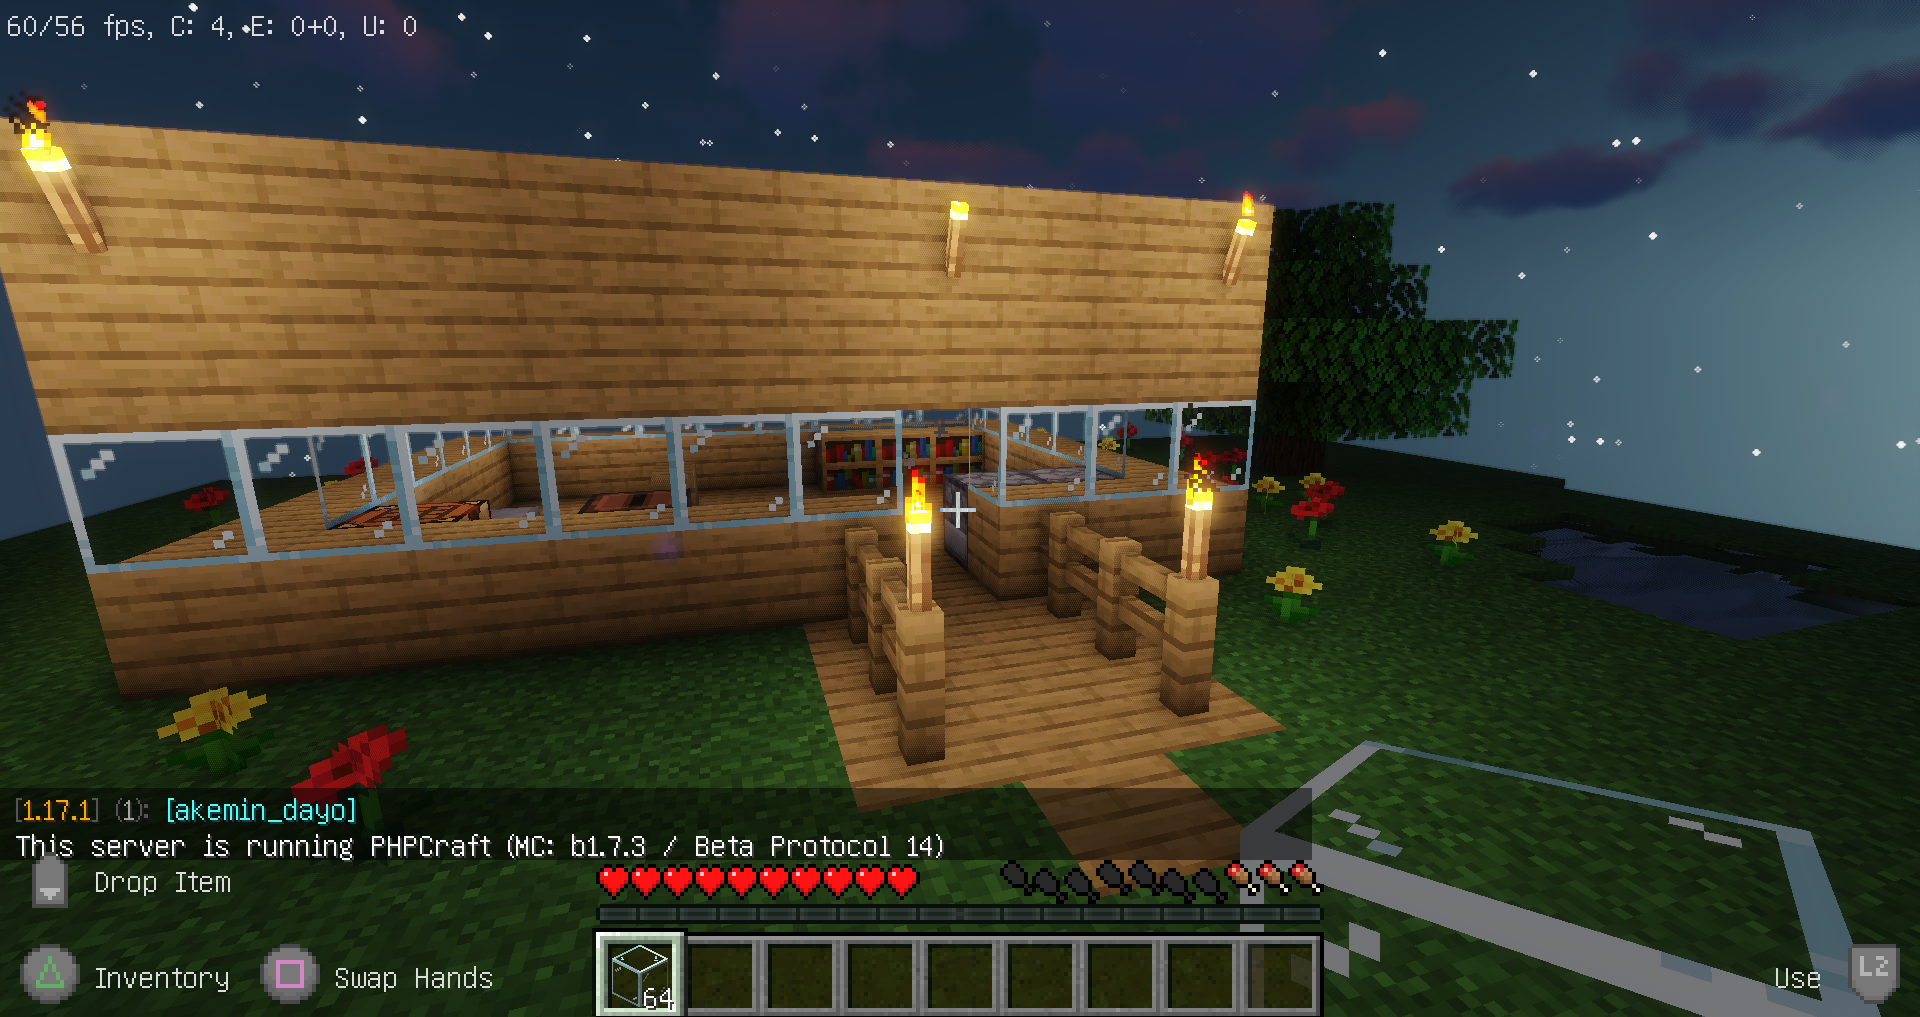 60/56 fps, C: 4, E: 0+0, U: 0
[1.17.1] (1): [akemin_dayo]
This server is running PHPCraft (MC: b1.7.3 / Beta Protocol 14)
Drop Item
64
Inventory
Swap Hands
Use
L2